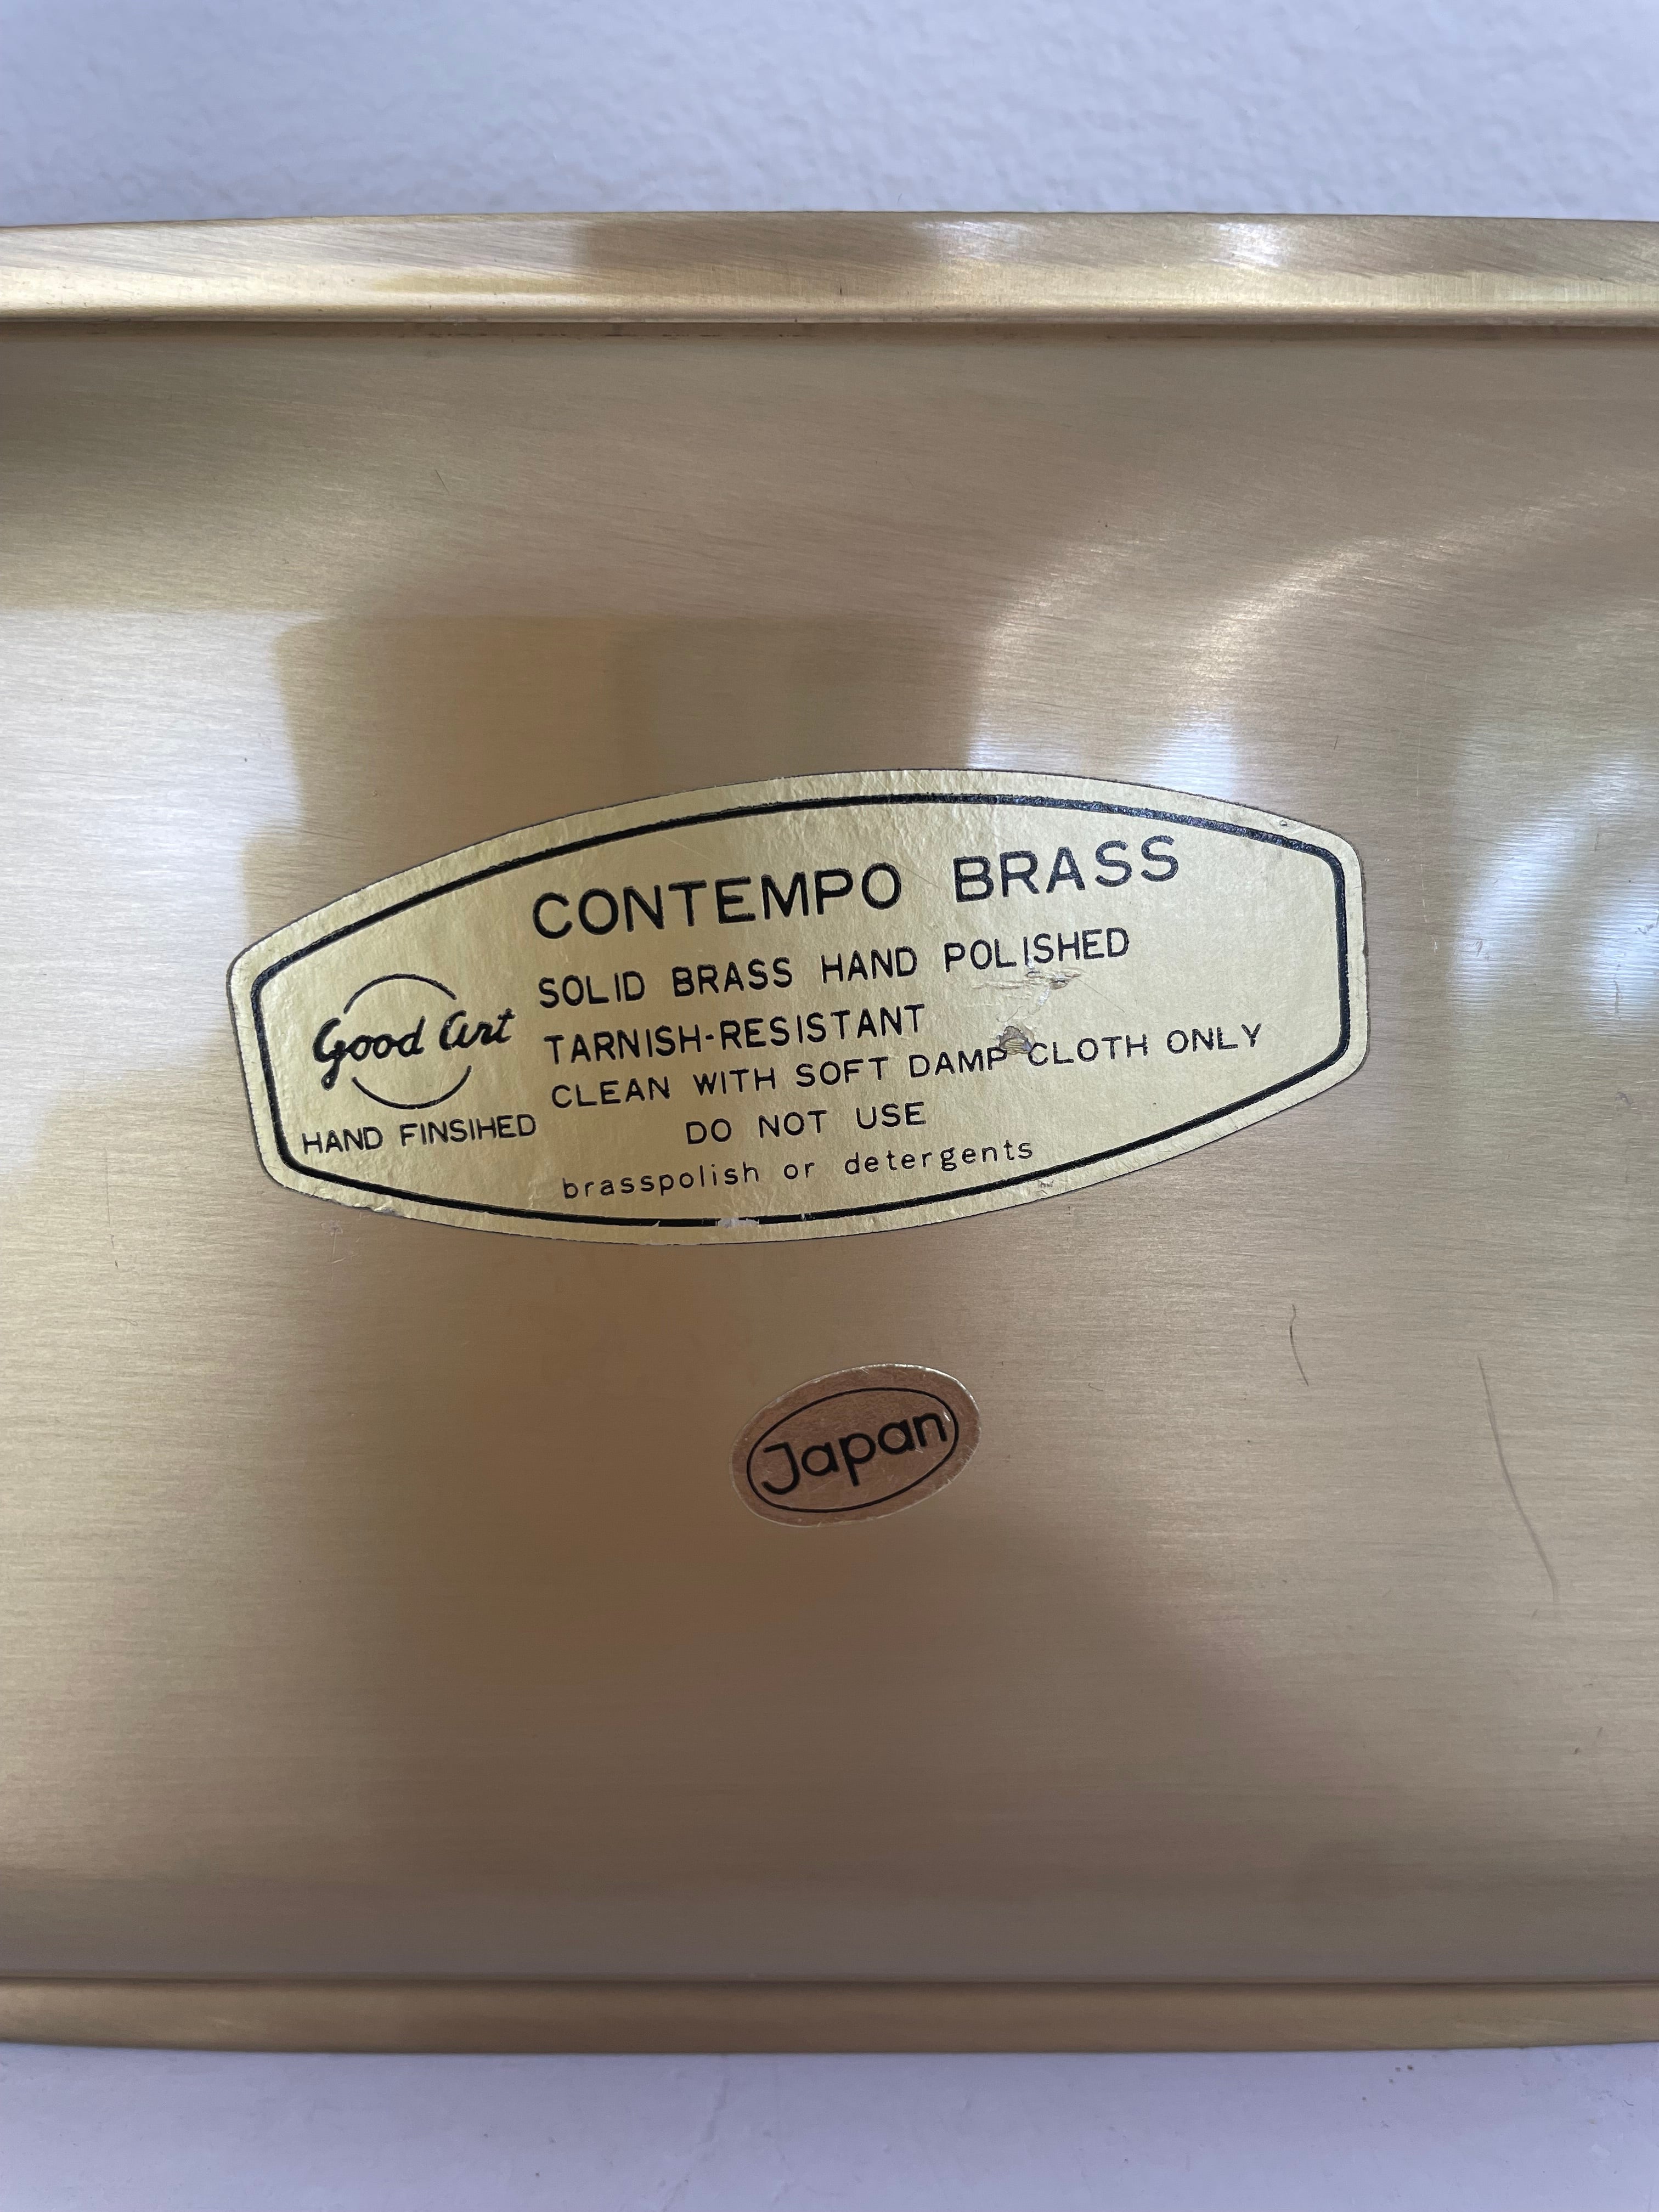 CONTEMPO BRASS
SOLID BRASS HAND POLISHED
TARNISH-RESISTANT
CLEAN WITH SOFT DAMP CLOTH ONLY
DO NOT USE
brasspolish or detergents
Good Art
HAND FINSIHED
Japan